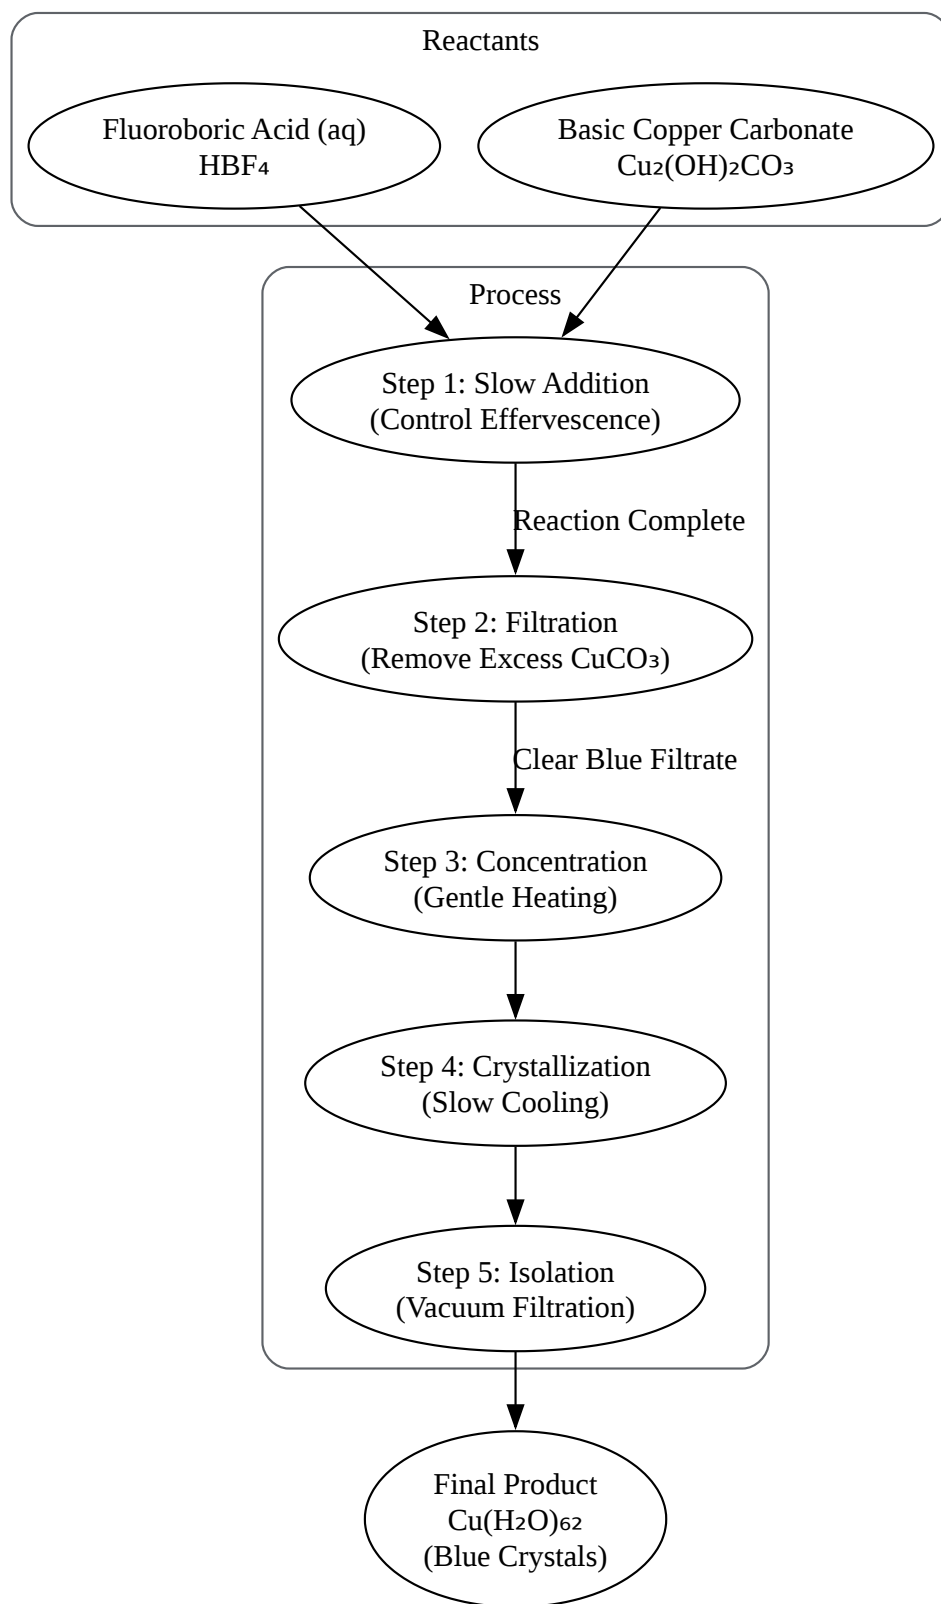 Reactants
Fluoroboric Acid (aq)
HBF₄
Basic Copper Carbonate
Cu₂(OH)₂CO₃
Process
Step 1: Slow Addition
(Control Effervescence)
Reaction Complete
Step 2: Filtration
(Remove Excess CuCO₃)
Clear Blue Filtrate
Step 3: Concentration
(Gentle Heating)
Step 4: Crystallization
(Slow Cooling)
Step 5: Isolation
(Vacuum Filtration)
Final Product
Cu(H₂O)₆₂
(Blue Crystals)